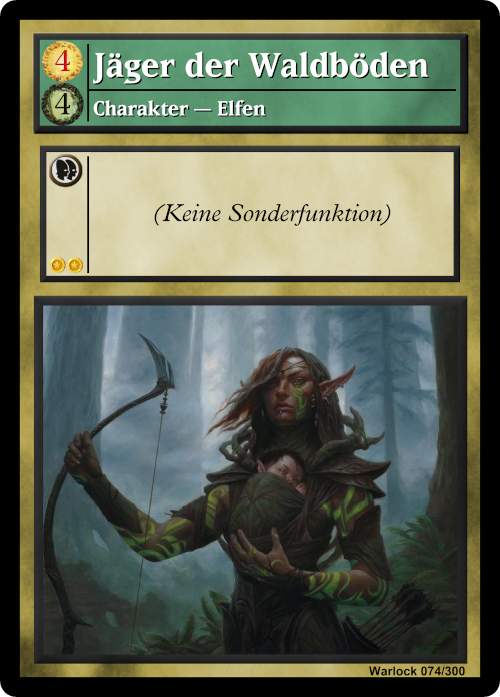 4 Jäger der Waldböden
4 Charakter — Elfen
(Keine Sonderfunktion)
Warlock 074/300